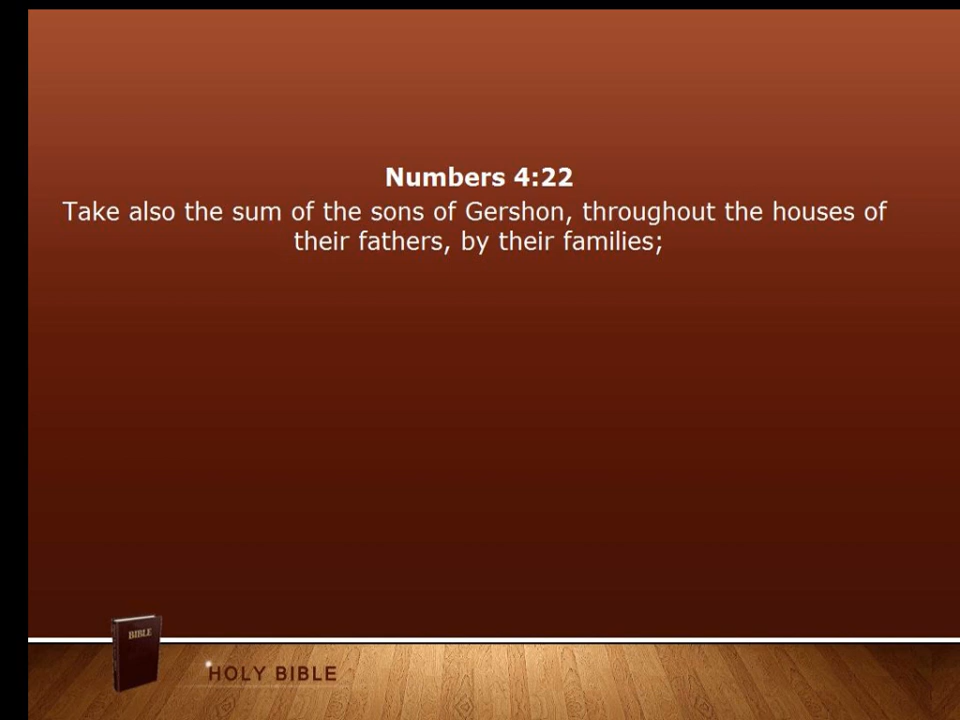 Numbers 4:22
Take also the sum of the sons of Gershon, throughout the houses of
their fathers, by their families;
BIBLE
HOLY BIBLE